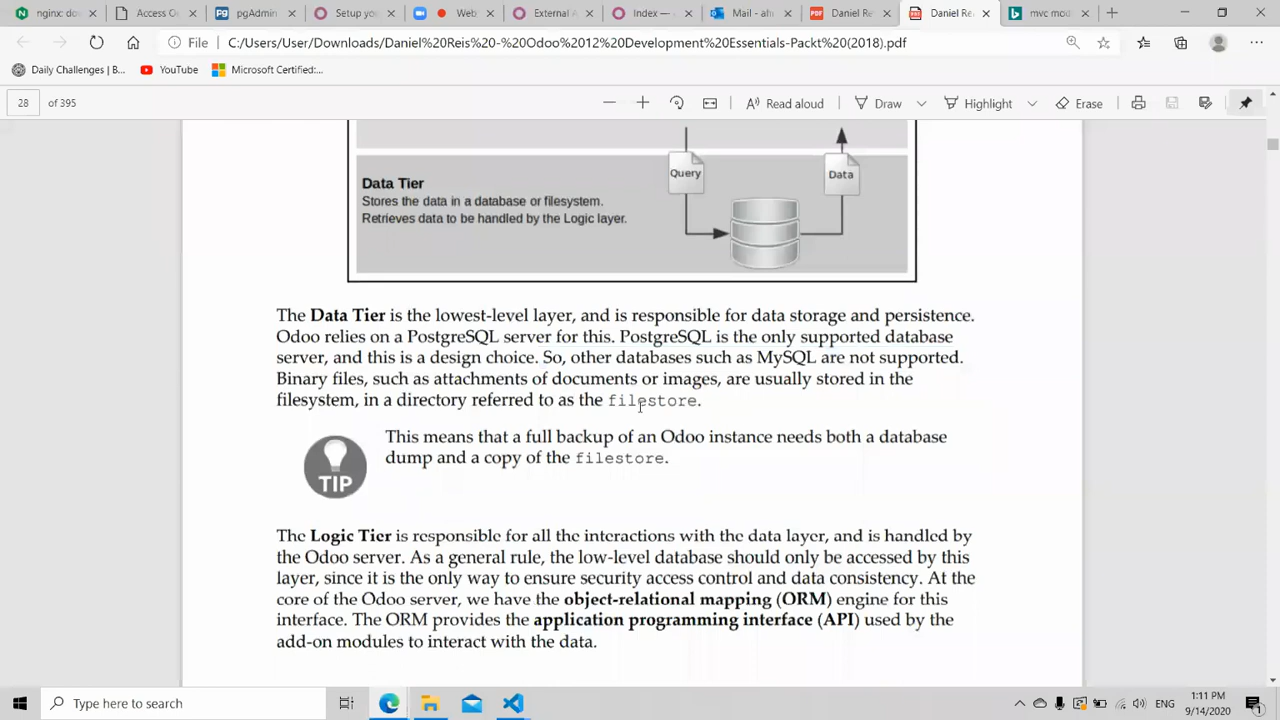 nginx: do
Access O
pgAdmin
Setup you
Web
External A
Index —
Mail - afr
Daniel Rei
Daniel Re
mvc mod
File
C:/Users/User/Downloads/Daniel%20Reis%20-%20Odoo%2012%20Development%20Essentials-Packt%20(2018).pdf
Daily Challenges | B...
YouTube
Microsoft Certified:...
28
of 395
Read aloud
Draw
Highlight
Erase
Query
Data
Data Tier
Stores the data in a database or filesystem.
Retrieves data to be handled by the Logic layer.
The Data Tier is the lowest-level layer, and is responsible for data storage and persistence.
Odoo relies on a PostgreSQL server for this. PostgreSQL is the only supported database
server, and this is a design choice. So, other databases such as MySQL are not supported.
Binary files, such as attachments of documents or images, are usually stored in the
filesystem, in a directory referred to as the filestore.
TIP
This means that a full backup of an Odoo instance needs both a database
dump and a copy of the filestore.
The Logic Tier is responsible for all the interactions with the data layer, and is handled by
the Odoo server. As a general rule, the low-level database should only be accessed by this
layer, since it is the only way to ensure security access control and data consistency. At the
core of the Odoo server, we have the object-relational mapping (ORM) engine for this
interface. The ORM provides the application programming interface (API) used by the
add-on modules to interact with the data.
Type here to search
ENG
1:11 PM
9/14/2020